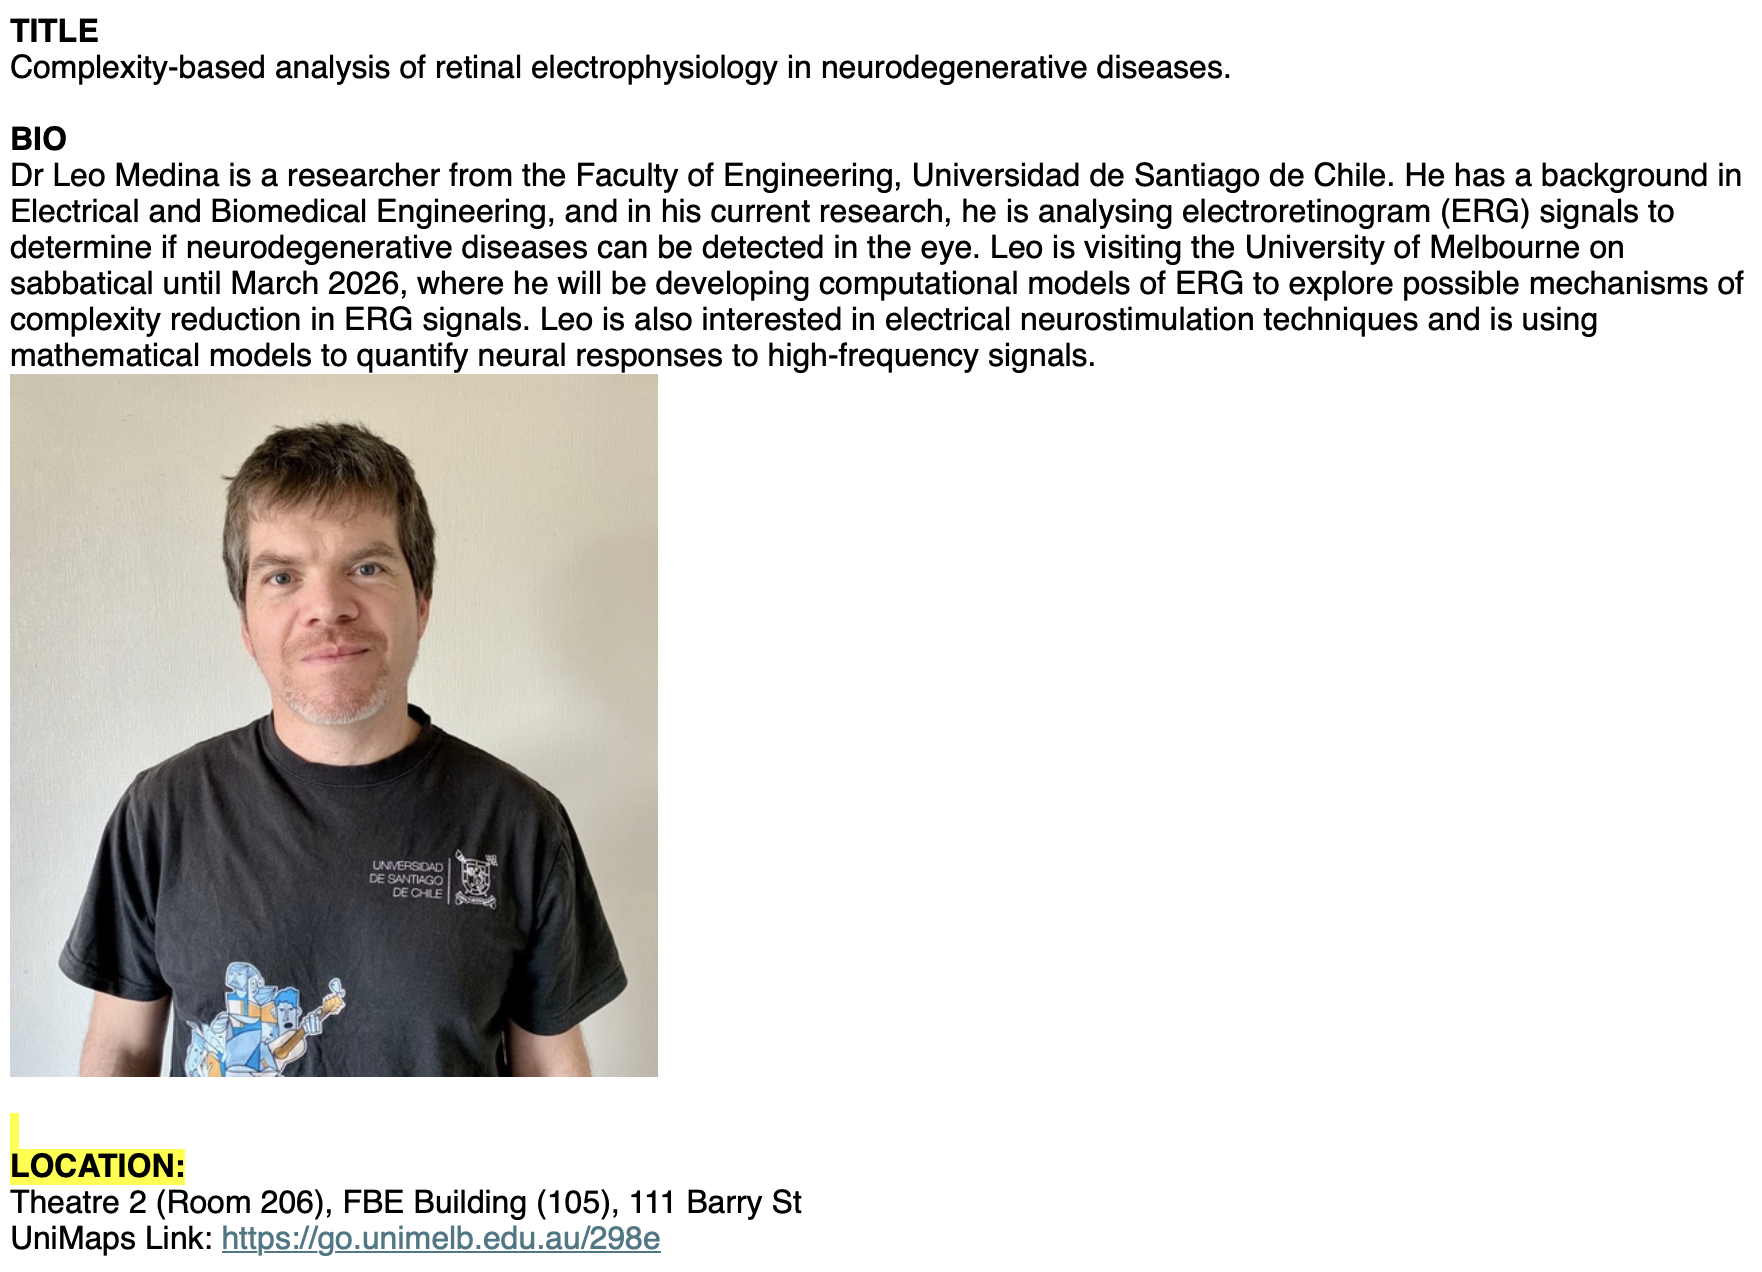 TITLE
Complexity-based analysis of retinal electrophysiology in neurodegenerative diseases.
BIO
Dr Leo Medina is a researcher from the Faculty of Engineering, Universidad de Santiago de Chile. He has a background in
Electrical and Biomedical Engineering, and in his current research, he is analysing electroretinogram (ERG) signals to
determine if neurodegenerative diseases can be detected in the eye. Leo is visiting the University of Melbourne on
sabbatical until March 2026, where he will be developing computational models of ERG to explore possible mechanisms of
complexity reduction in ERG signals. Leo is also interested in electrical neurostimulation techniques and is using
mathematical models to quantify neural responses to high-frequency signals.
UNIVERSIDAD
DE SANTIAGO
DE CHILE
LOCATION:
Theatre 2 (Room 206), FBE Building (105), 111 Barry St
UniMaps Link: https://go.unimelb.edu.au/298e